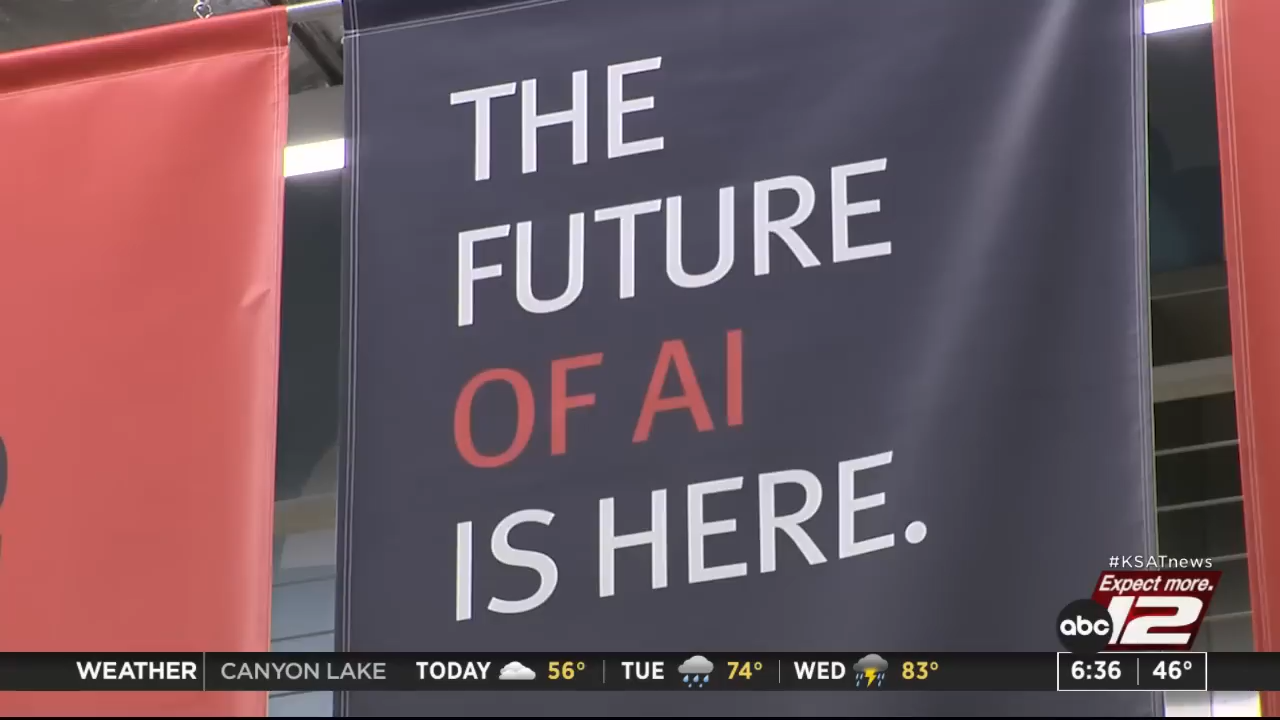 THE
FUTURE
OF AI
IS HERE.
#KSATnews
Expect more.
abc 12
WEATHER CANYON LAKE TODAY 56° TUE 74° WED 83° 6:36 46°